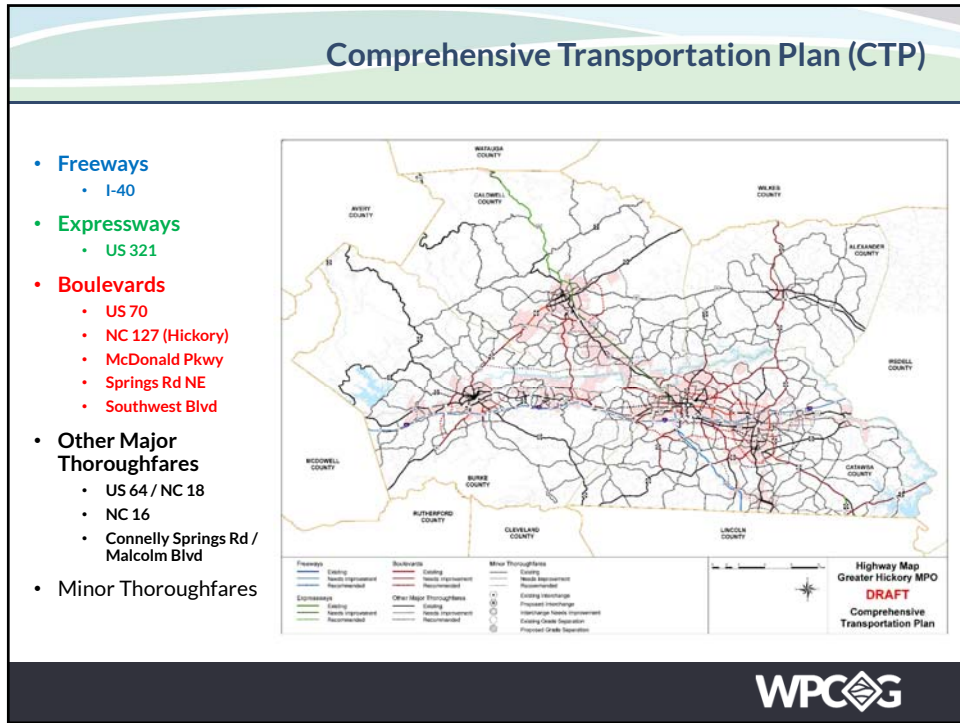 Comprehensive Transportation Plan (CTP)
• Freeways
• I-40
• Expressways
• US 321
• Boulevards
• US 70
• NC 127 (Hickory)
• McDonald Pkwy
• Springs Rd NE
• Southwest Blvd
• Other Major
Thoroughfares
• US 64 / NC 18
• NC 16
• Connelly Springs Rd /
Malcolm Blvd
• Minor Thoroughfares
WATAUGA
COUNTY
CALDWELL
COUNTY
WILKES
COUNTY
AVERY
COUNTY
ALEXANDER
COUNTY
IREDELL
COUNTY
MCDOWELL
COUNTY
BURKE
COUNTY
CATAWBA
COUNTY
RUTHERFORD
COUNTY
CLEVELAND
COUNTY
LINCOLN
COUNTY
Freeways
Existing
Needs Improvement
Recommended
Expressways
Existing
Needs Improvement
Recommended
Boulevards
Existing
Needs Improvement
Recommended
Other Major Thoroughfares
Existing
Needs Improvement
Recommended
Minor Thoroughfares
Existing
Needs Improvement
Recommended
Existing Interchange
Proposed Interchange
Interchange Needs Improvement
Existing Grade Separation
Proposed Grade Separation
Highway Map
Greater Hickory MPO
DRAFT
Comprehensive
Transportation Plan
WPCOG